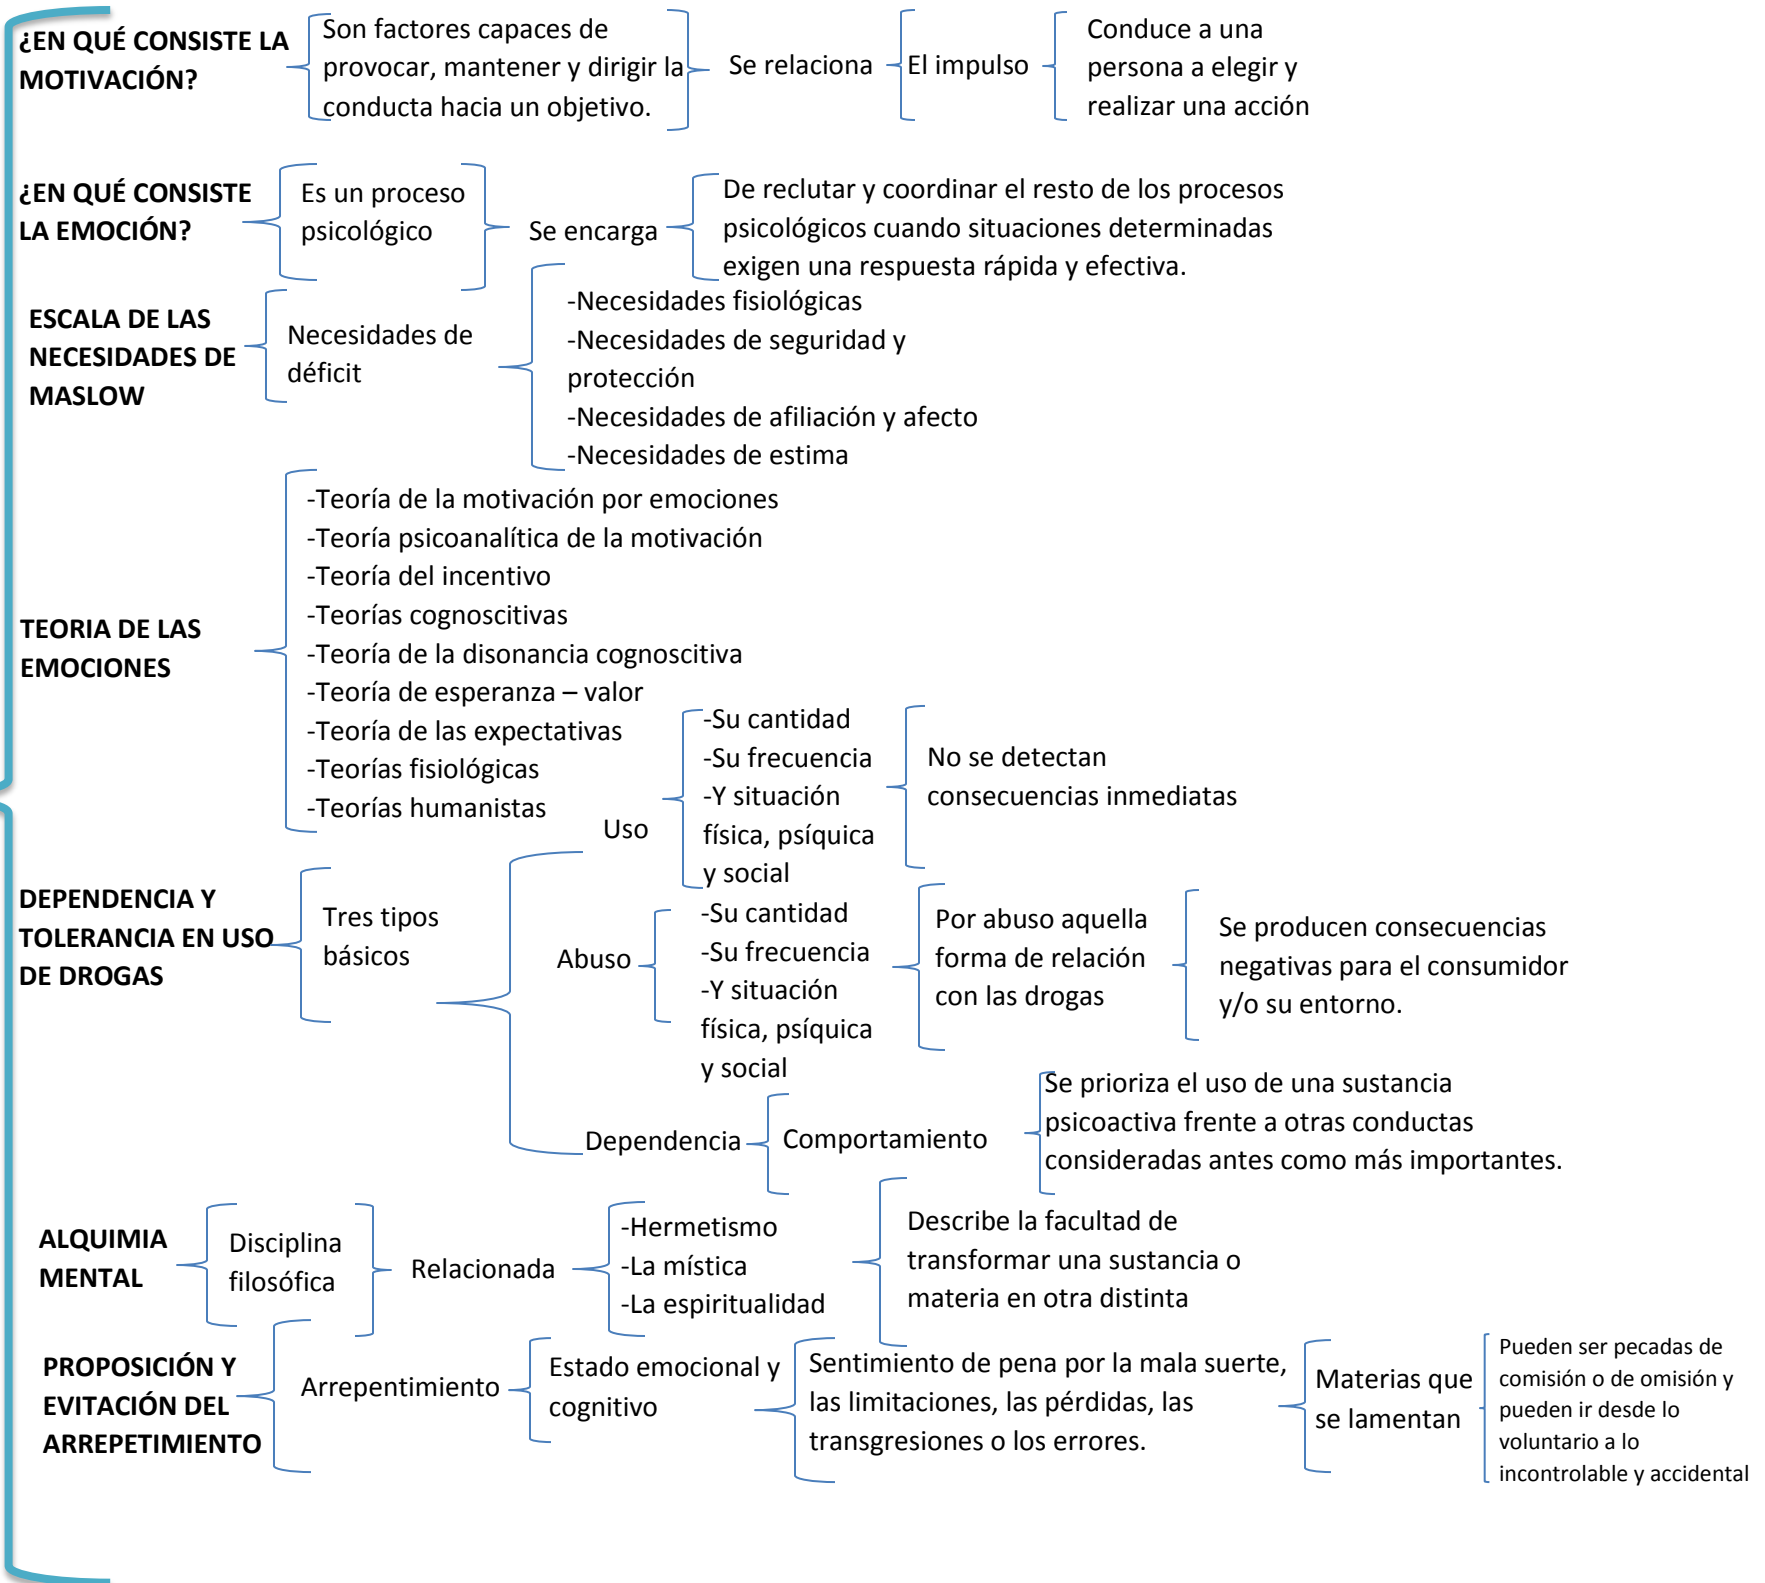 ¿EN QUÉ CONSISTE LA
MOTIVACIÓN?
Son factores capaces de
provocar, mantener y dirigir la
conducta hacia un objetivo.
Se relaciona
El impulso
Conduce a una
persona a elegir y
realizar una acción
¿EN QUÉ CONSISTE
LA EMOCIÓN?
Es un proceso
psicológico
Se encarga
De reclutar y coordinar el resto de los procesos
psicológicos cuando situaciones determinadas
exigen una respuesta rápida y efectiva.
ESCALA DE LAS
NECESIDADES DE
MASLOW
Necesidades de
déficit
-Necesidades fisiológicas
-Necesidades de seguridad y
protección
-Necesidades de afiliación y afecto
-Necesidades de estima
TEORIA DE LAS
EMOCIONES
-Teoría de la motivación por emociones
-Teoría psicoanalítica de la motivación
-Teoría del incentivo
-Teorías cognoscitivas
-Teoría de la disonancia cognoscitiva
-Teoría de esperanza – valor
-Teoría de las expectativas
-Teorías fisiológicas
-Teorías humanistas
DEPENDENCIA Y
TOLERANCIA EN USO
DE DROGAS
Tres tipos
básicos
Uso
-Su cantidad
-Su frecuencia
-Y situación
física, psíquica
y social
No se detectan
consecuencias inmediatas
Abuso
-Su cantidad
-Su frecuencia
-Y situación
física, psíquica
y social
Por abuso aquella
forma de relación
con las drogas
Se producen consecuencias
negativas para el consumidor
y/o su entorno.
Dependencia
Comportamiento
Se prioriza el uso de una sustancia
psicoactiva frente a otras conductas
consideradas antes como más importantes.
ALQUIMIA
MENTAL
Disciplina
filosófica
Relacionada
-Hermetismo
-La mística
-La espiritualidad
Describe la facultad de
transformar una sustancia o
materia en otra distinta
PROPOSICIÓN Y
EVITACIÓN DEL
ARREPETIMIENTO
Arrepentimiento
Estado emocional y
cognitivo
Sentimiento de pena por la mala suerte,
las limitaciones, las pérdidas, las
transgresiones o los errores.
Materias que
se lamentan
Pueden ser pecadas de
comisión o de omisión y
pueden ir desde lo
voluntario a lo
incontrolable y accidental